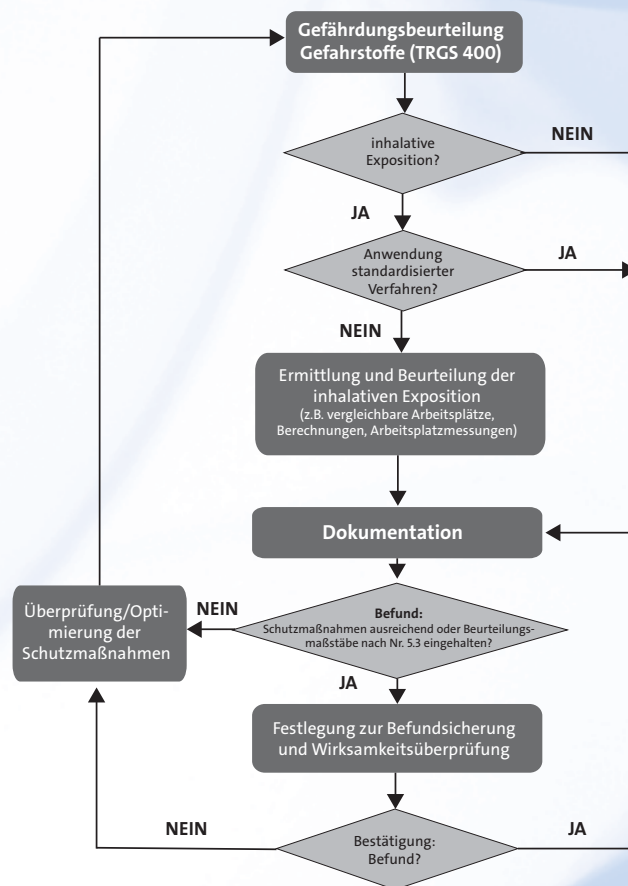 Gefährdungsbeurteilung
Gefahrstoffe (TRGS 400)
inhalative
Exposition?
NEIN
JA
Anwendung
standardisierter
Verfahren?
JA
NEIN
Ermittlung und Beurteilung der
inhalativen Exposition
(z.B. vergleichbare Arbeitsplätze,
Berechnungen, Arbeitsplatzmessungen)
Dokumentation
Überprüfung/Opti-
mierung der
Schutzmaßnahmen
NEIN
Befund:
Schutzmaßnahmen ausreichend oder Beurteilungs-
maßstäbe nach Nr. 5.3 eingehalten?
JA
Festlegung zur Befundsicherung
und Wirksamkeitsüberprüfung
NEIN
Bestätigung:
Befund?
JA